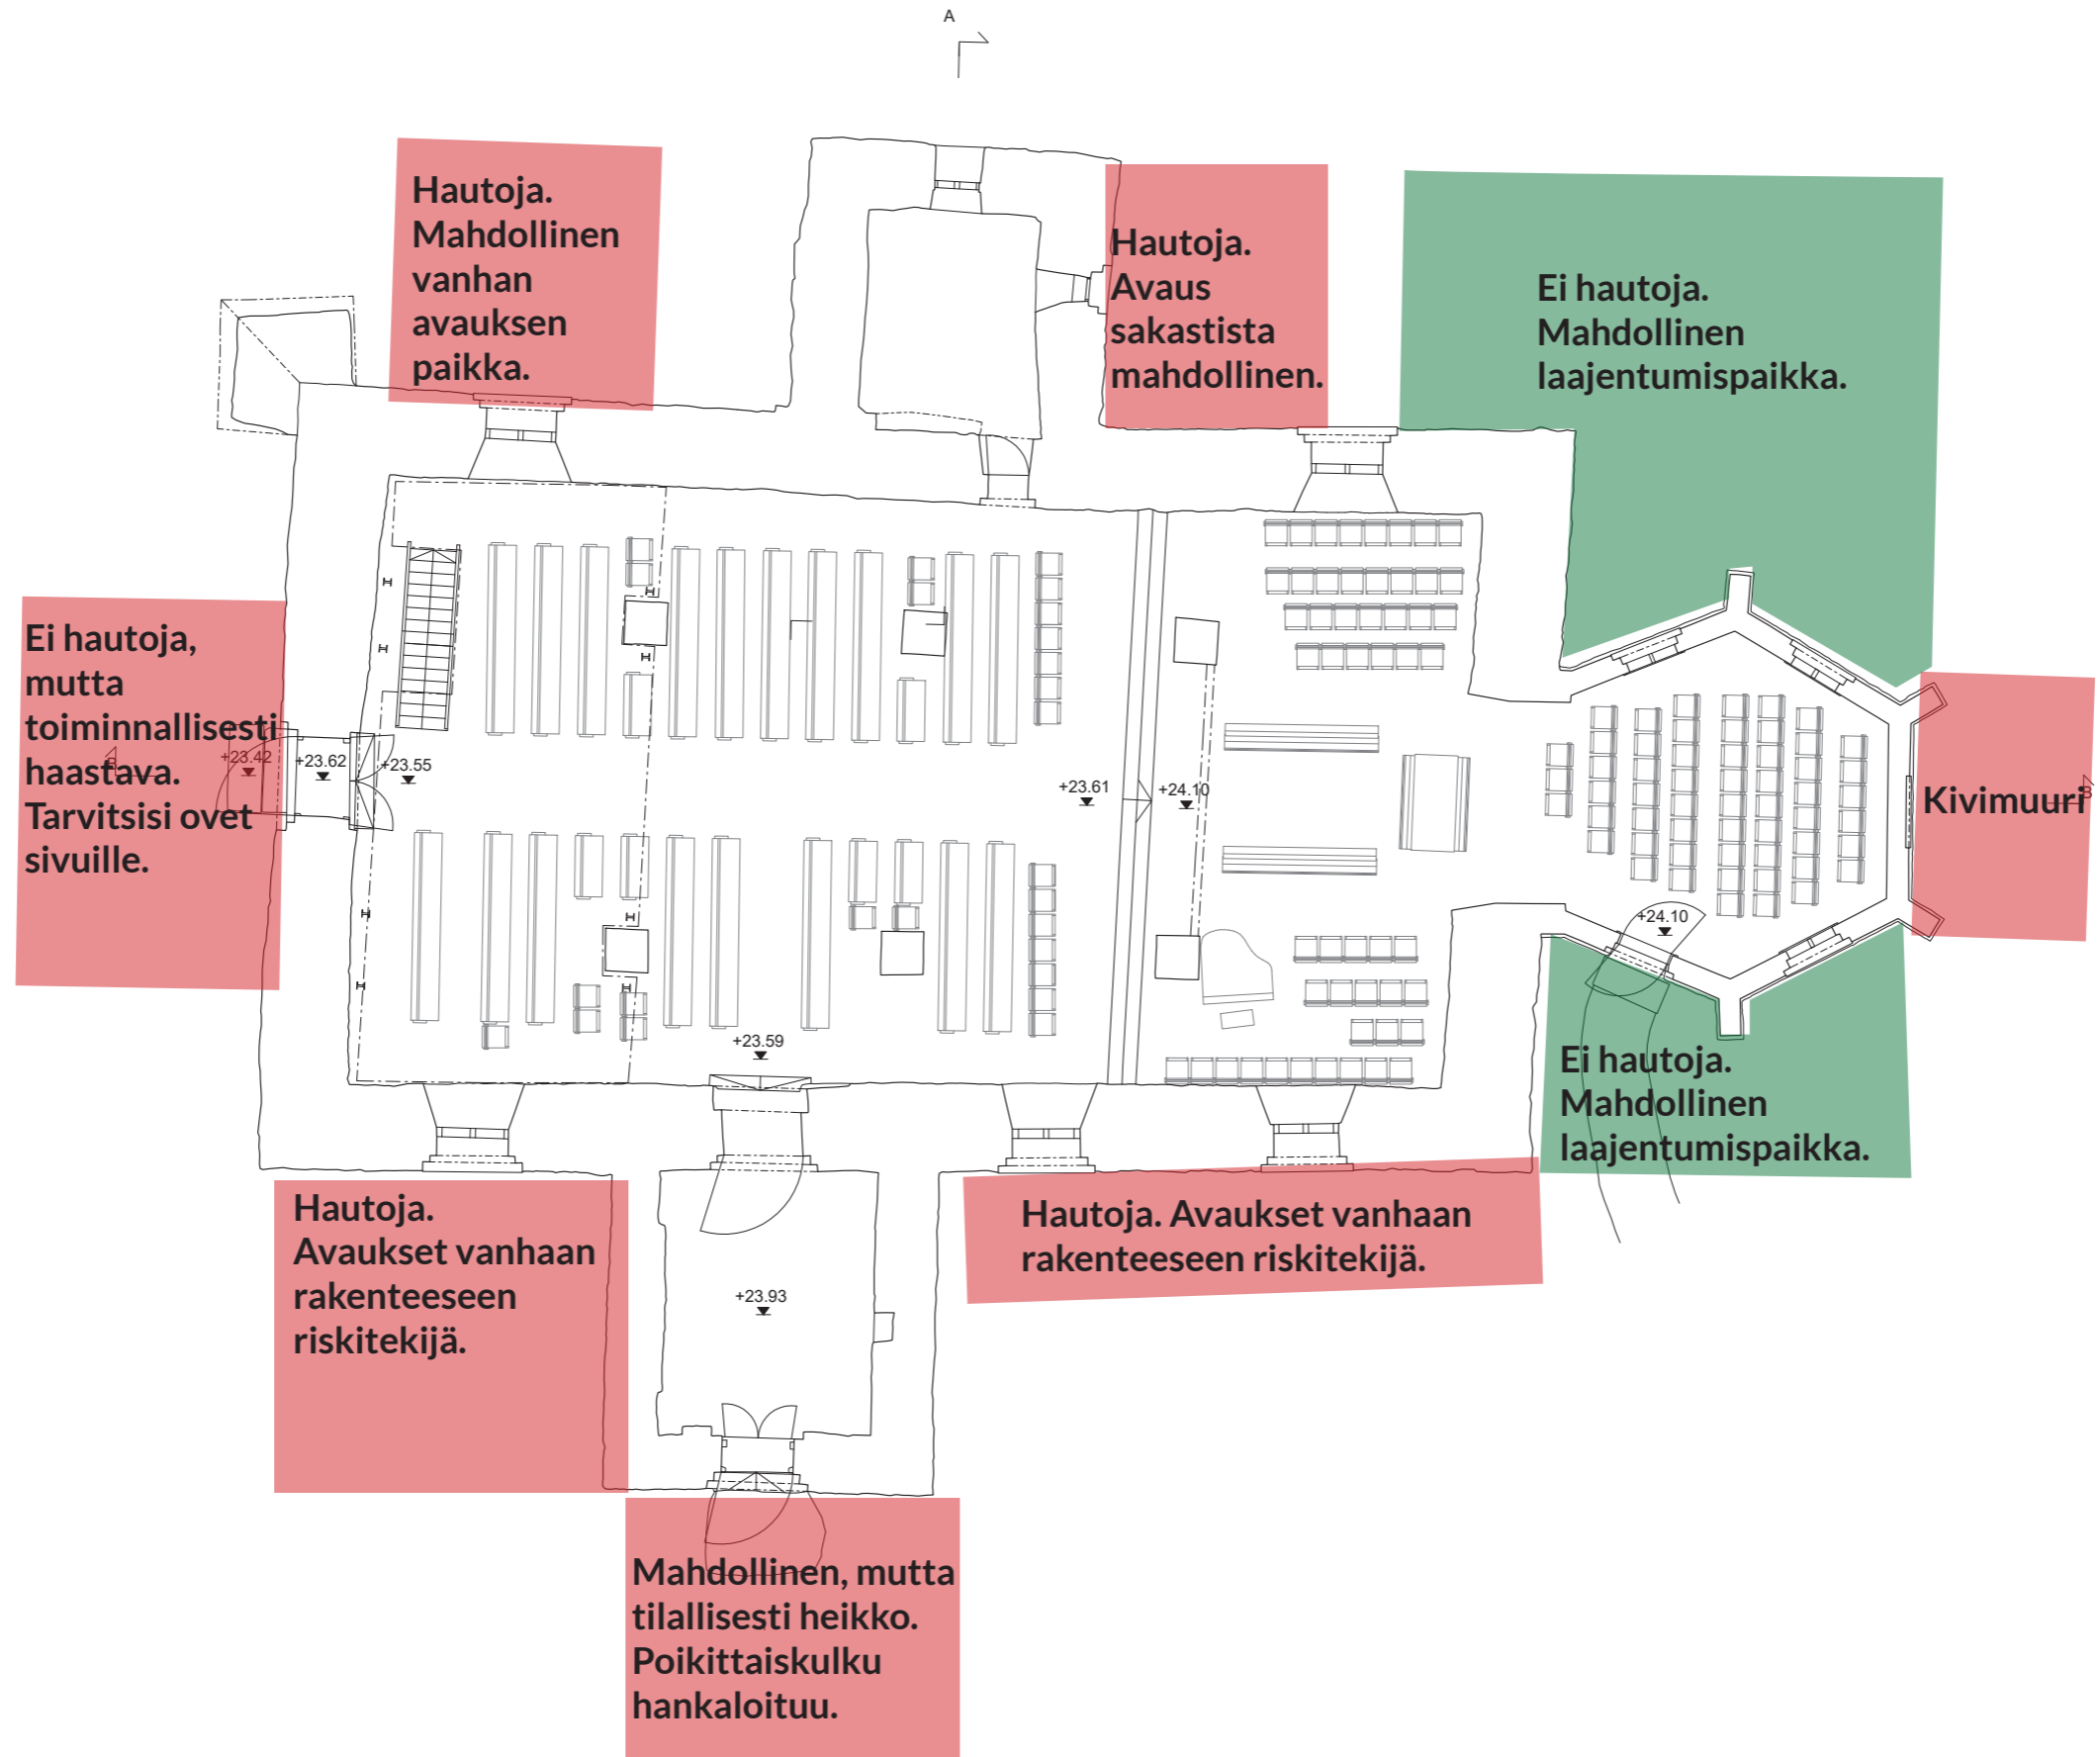 A
Hautoja.
Mahdollinen
vanhan
avauksen
paikka.
Hautoja.
Avaus
sakastista
mahdollinen.
Ei hautoja.
Mahdollinen
laajentumispaikka.
Ei hautoja,
mutta
toiminnallisesti
haastava.
Tarvitsisi ovet
sivuille.
+23.42
+23.62
+23.55
+23.61
+24.10
Kivimuuri
B
+24.10
+23.59
Ei hautoja.
Mahdollinen
laajentumispaikka.
Hautoja.
Avaukset vanhaan
rakenteeseen
riskitekijä.
Hautoja. Avaukset vanhaan
rakenteeseen riskitekijä.
+23.93
Mahdollinen, mutta
tilallisesti heikko.
Poikittaiskulku
hankaloituu.